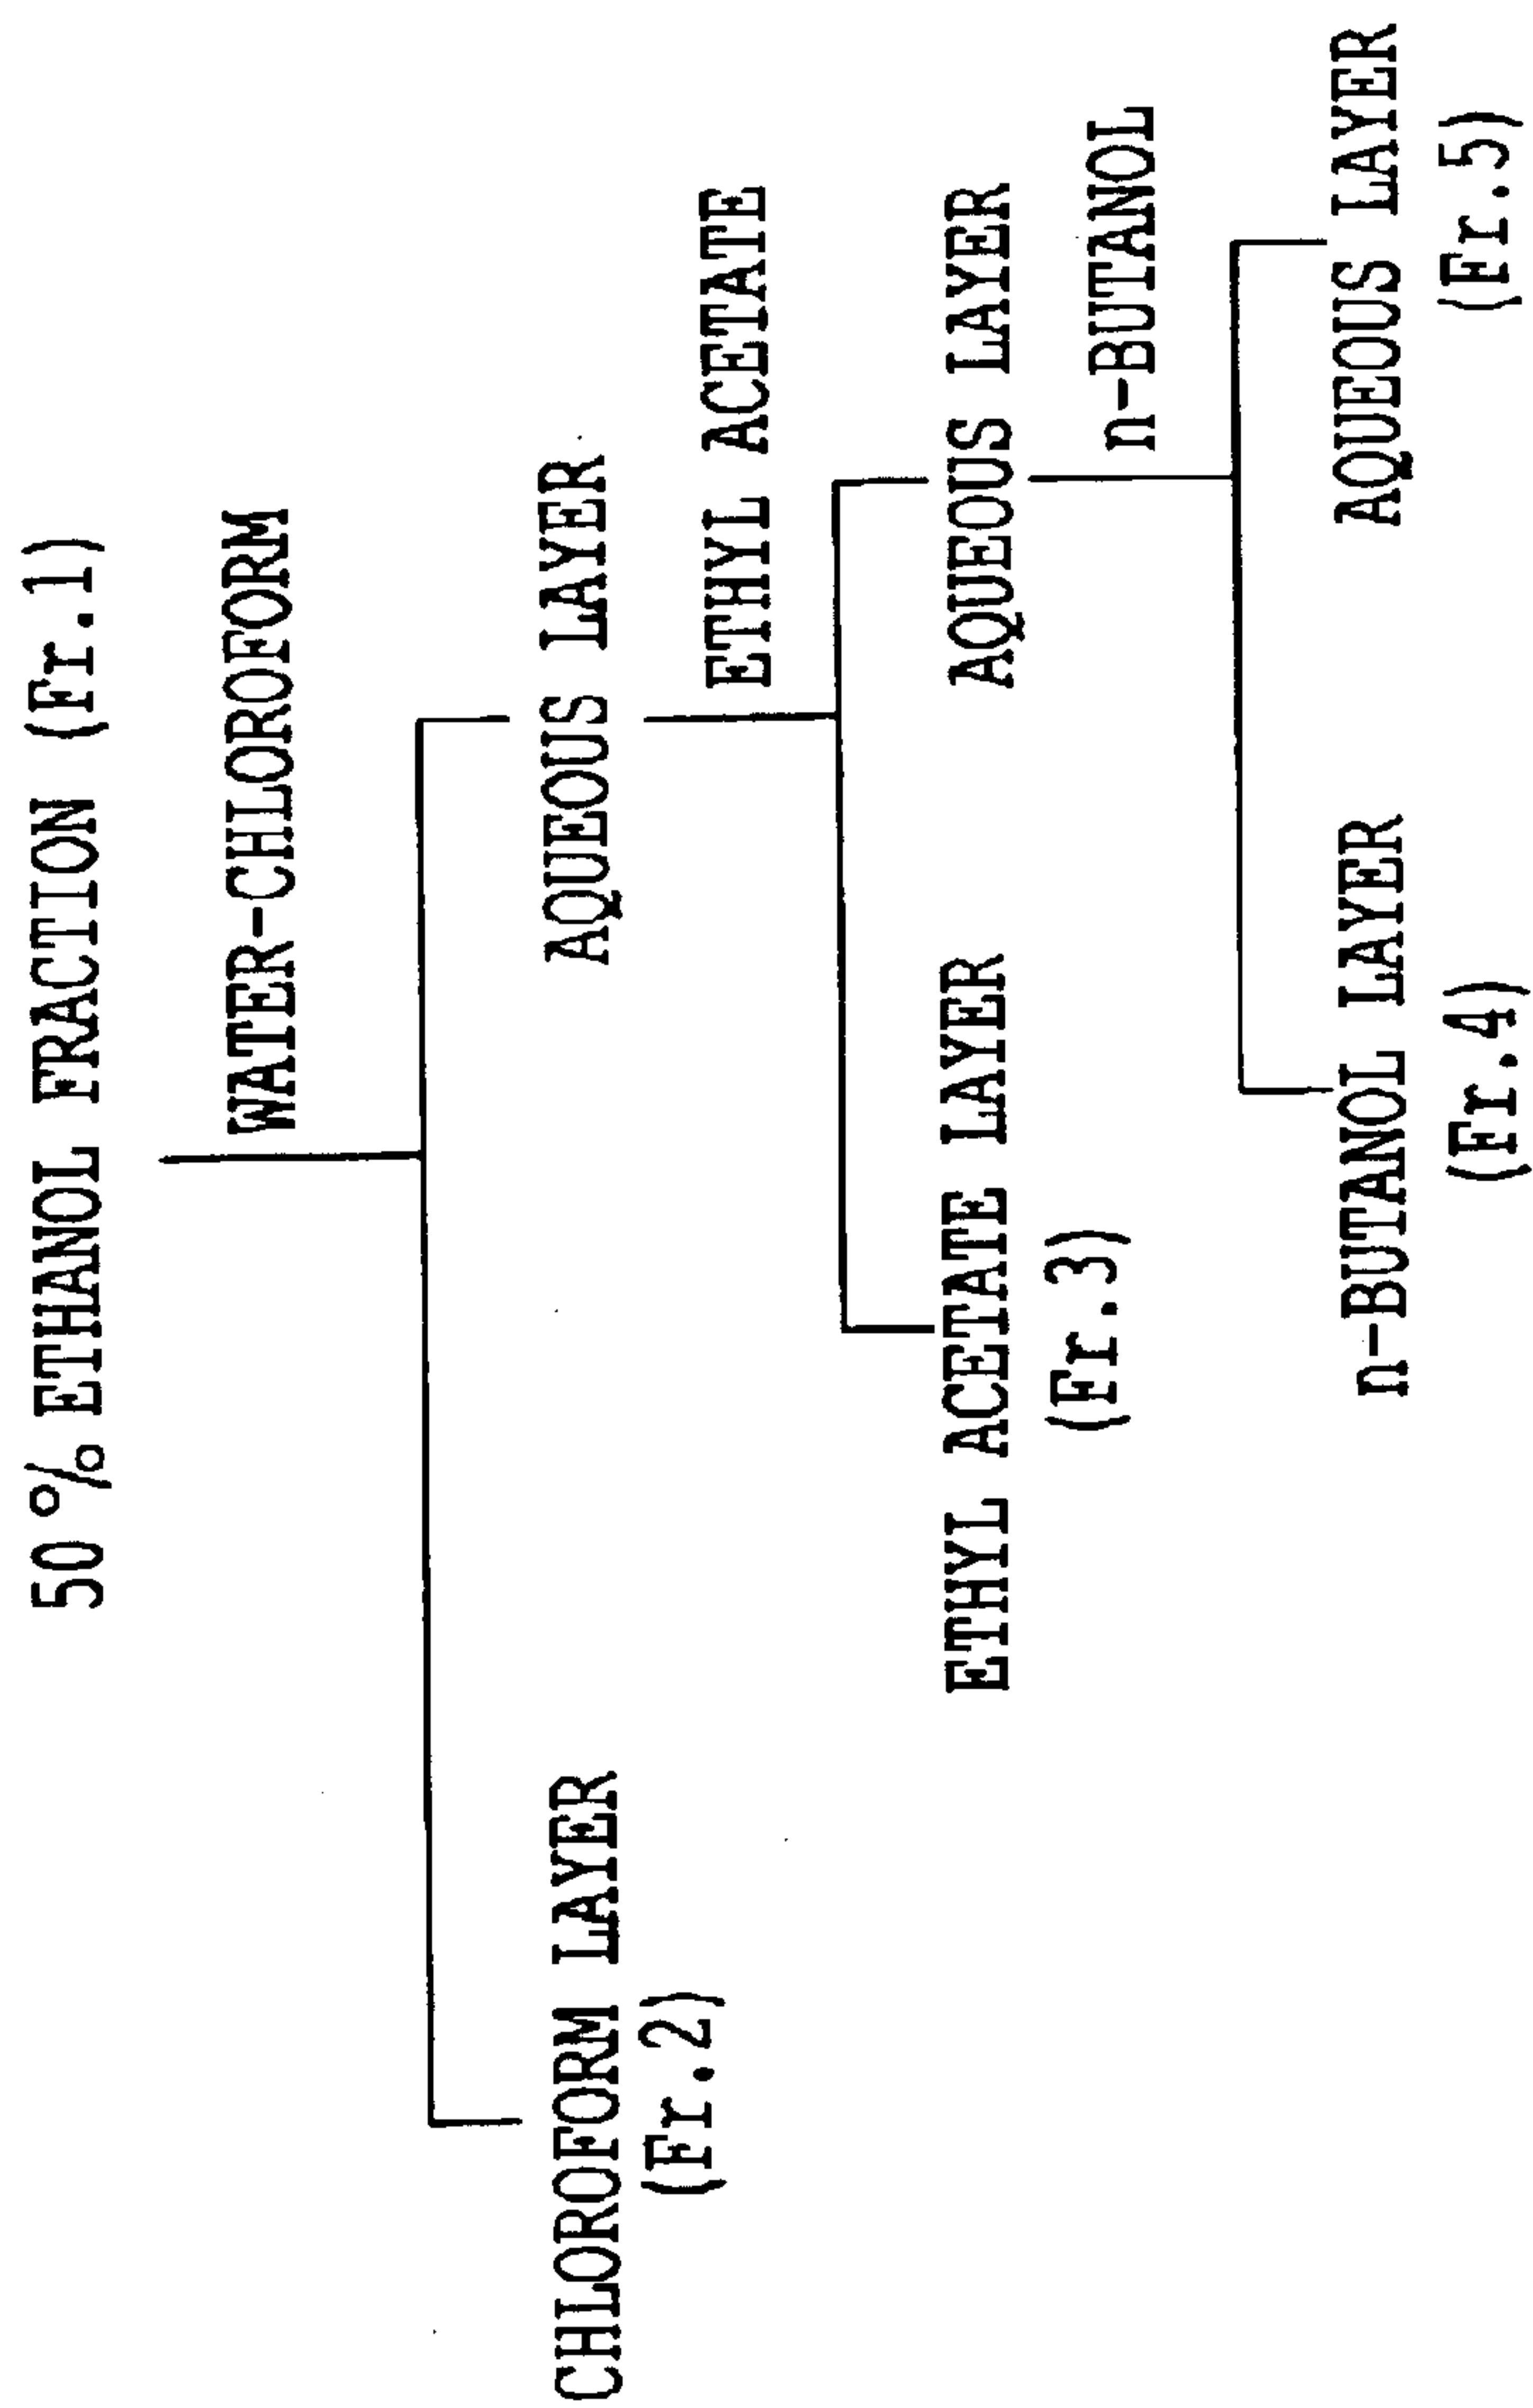 50% ETHANOL FRACTION (Fr.1)
WATER-CHLOROFORM
CHLOROFORM LAYER
(Fr.2)
AQUEOUS LAYER
ETHYL ACETATE
ETHYL ACETATE LAYER
(Fr.3)
AQUEOUS LAYER
n-BUTANOL
n-BUTANOL LAYER
(Fr.4)
AQUEOUS LAYER
(Fr.5)